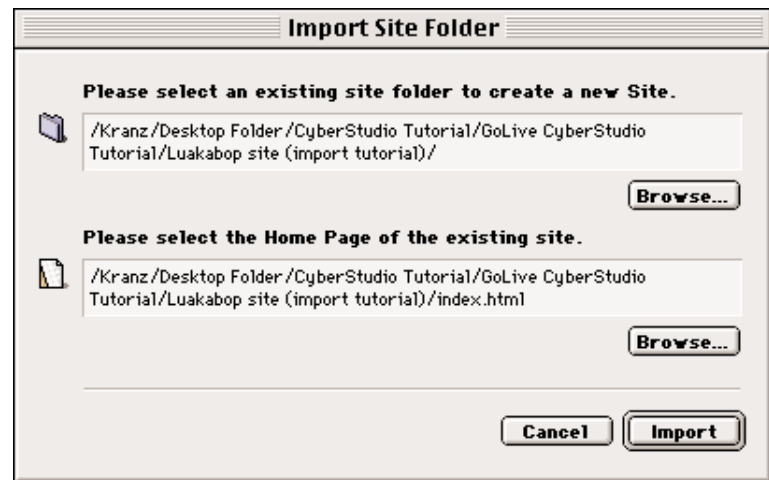 Import Site Folder
Please select an existing site folder to create a new Site.
/Kranz/Desktop Folder/CyberStudio Tutorial/GoLive CyberStudio
Tutorial/Luakabop site (import tutorial)/
Browse...
Please select the Home Page of the existing site.
/Kranz/Desktop Folder/CyberStudio Tutorial/GoLive CyberStudio
Tutorial/Luakabop site (import tutorial)/index.html
Browse...
Cancel
Import